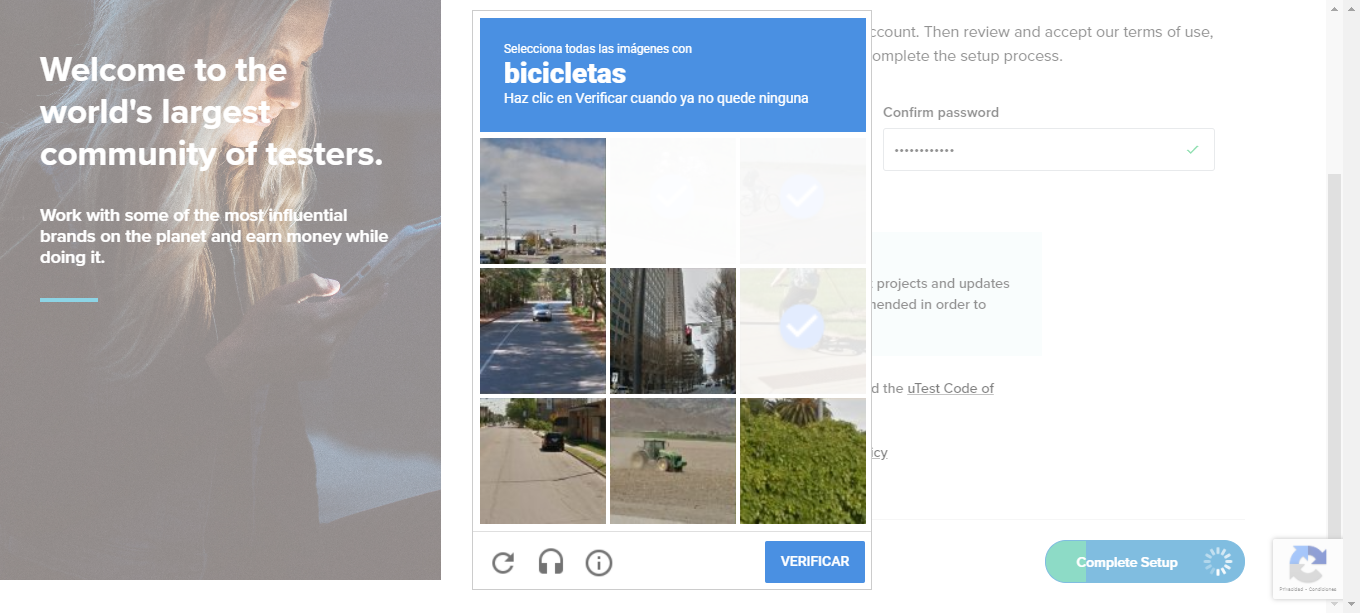 Welcome to the
world's largest
community of testers.
Work with some of the most influential
brands on the planet and earn money while
doing it.
Selecciona todas las imágenes con
bicicletas
Haz clic en Verificar cuando ya no quede ninguna
VERIFICAR
ccount. Then review and accept our terms of use,
omplete the setup process.
Confirm password
••••••••••••
projects and updates
mended in order to
d the uTest Code of
icy
Complete Setup
Privacidad - Condiciones